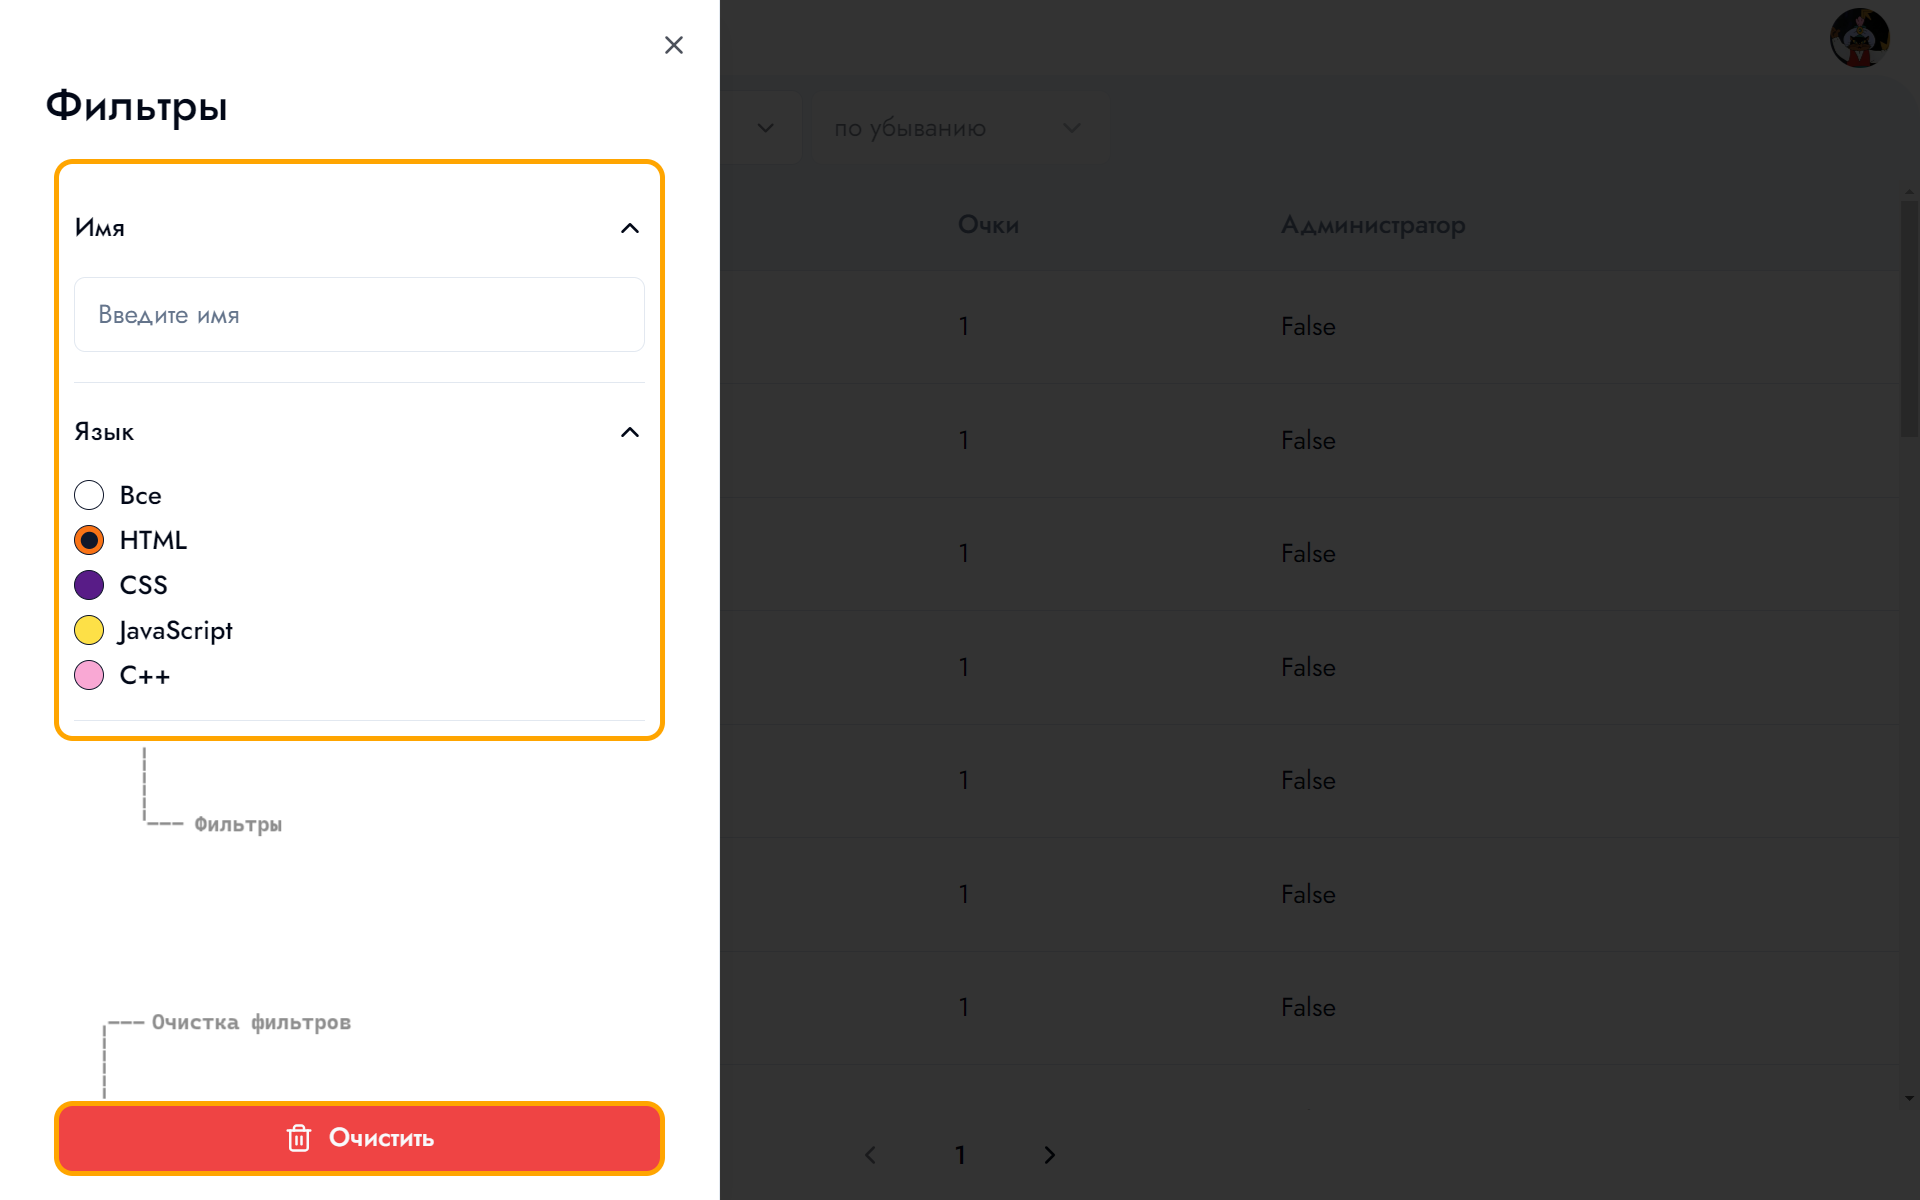 Фильтры
Имя
Введите имя
Язык
Все
HTML
CSS
JavaScript
C++
Фильтры
Очистка фильтров
Очистить
по убыванию
Очки Администратор
1 False
1 False
1 False
1 False
1 False
1 False
1 False
1